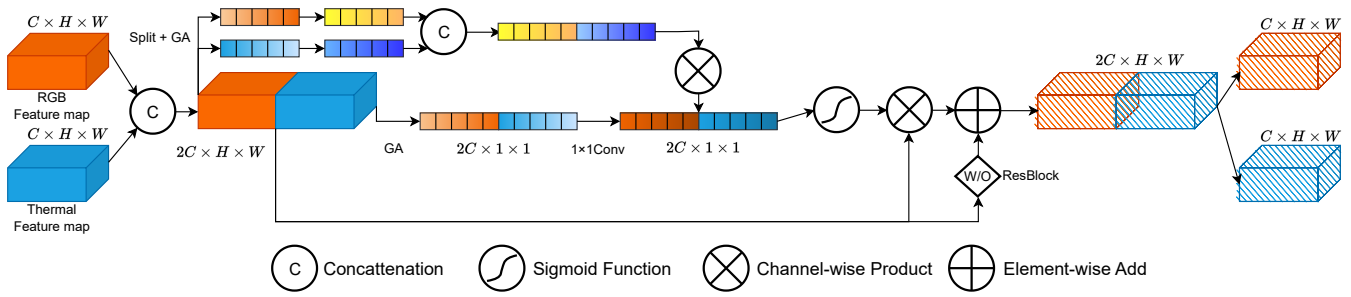 C × H × W
RGB
Feature map
C × H × W
Thermal
Feature map
C
Split + GA
C
2C × H × W
GA
2C × 1 × 1
1×1Conv
2C × 1 × 1
W/O
ResBlock
2C × H × W
C × H × W
C × H × W
C
Concattenation
Sigmoid Function
Channel-wise Product
Element-wise Add